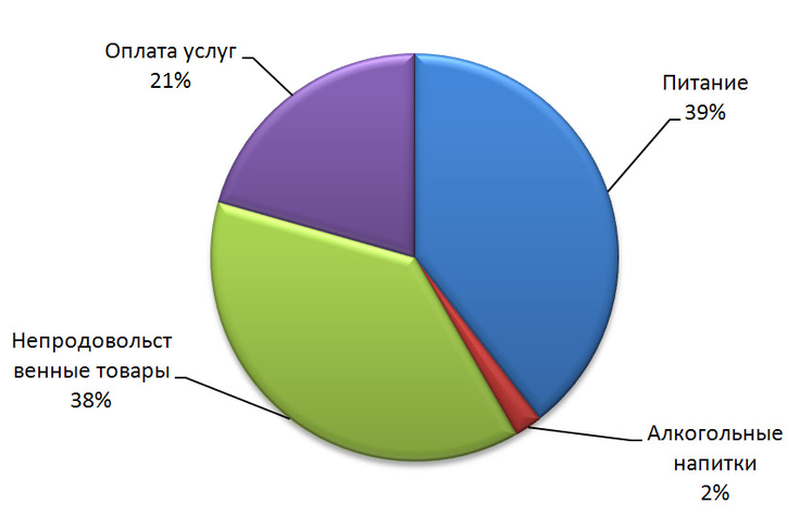 Оплата услуг
21%
Питание
39%
Непродовольст
венные товары
38%
Алкогольные
напитки
2%